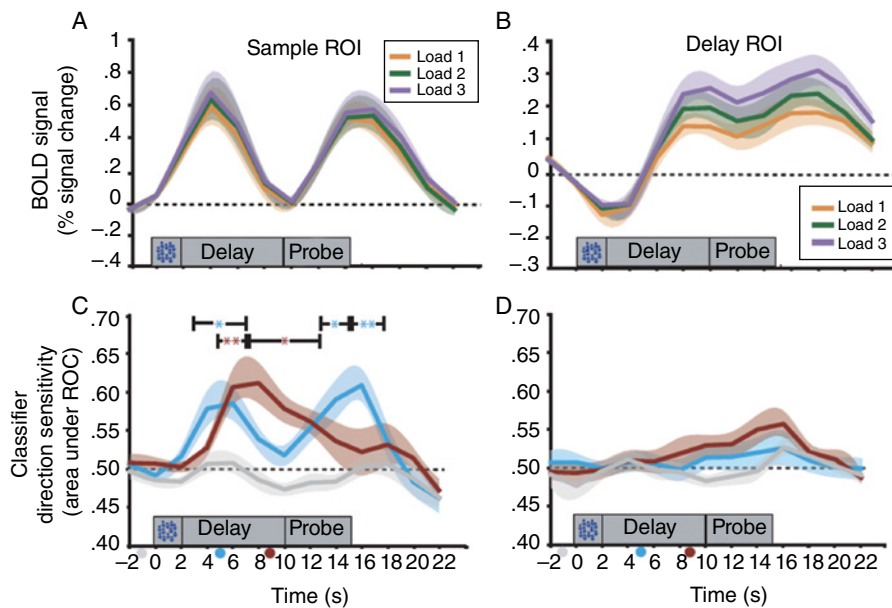 A
Sample ROI
BOLD signal
(% signal change)
1
.8
.6
.4
.2
0
−.2
−.4
Load 1
Load 2
Load 3
Delay
Probe
B
Delay ROI
.4
.3
.2
.1
0
−.1
−.2
−.3
Load 1
Load 2
Load 3
Delay
Probe
C
Classifier
direction sensitivity
(area under ROC)
.70
.65
.60
.55
.50
.45
.40
* ** * **
** *
Delay
Probe
−2 0 2 4 6 8 10 12 14 16 18 20 22
Time (s)
D
.70
.65
.60
.55
.50
.45
.40
Delay
Probe
−2 0 2 4 6 8 10 12 14 16 18 20 22
Time (s)